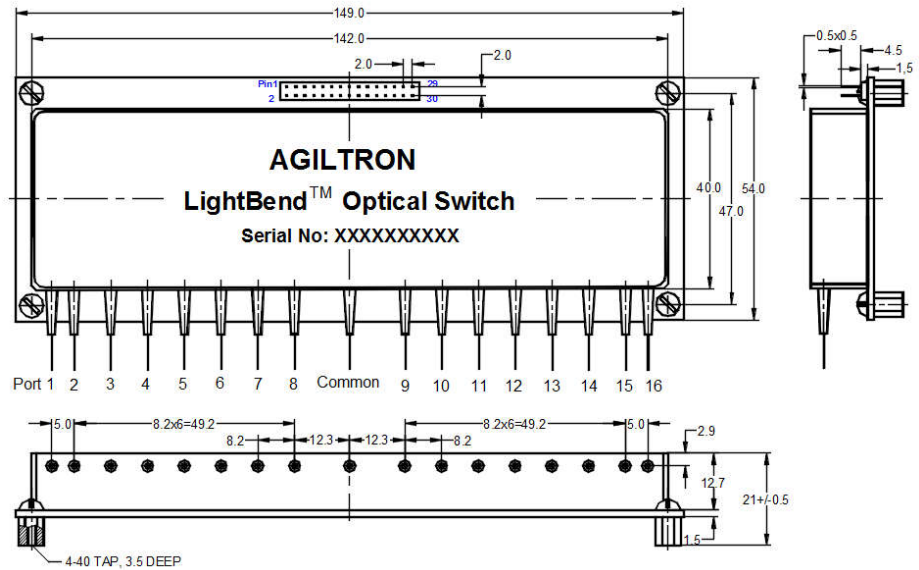 149.0
142.0
2.0
2.0
0.5x0.5
4.5
1,5
Pin1
29
2
30
AGILTRON
LightBend™ Optical Switch
Serial No: XXXXXXXXXX
40.0
47.0
54.0
Port 1 2 3 4 5 6 7 8 Common 9 10 11 12 13 14 15 16
5.0
8.2x6=49.2
8.2x6=49.2
5.0
8.2
12.3
12.3
8.2
2.9
12.7
21+/-0.5
1.5
4-40 TAP, 3.5 DEEP